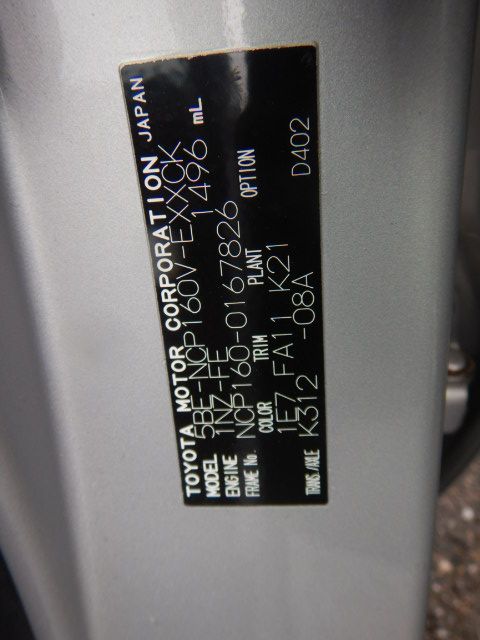 TOYOTA MOTOR CORPORATION JAPAN
MODEL 5BE-NCP160V-EXXCK
ENGINE 1NZ-FE 1496 mL
FRAME No. NCP160-0167826
COLOR TRIM PLANT OPTION
1E7 FA11 K21
TRANS/AXLE K312 -08A D402